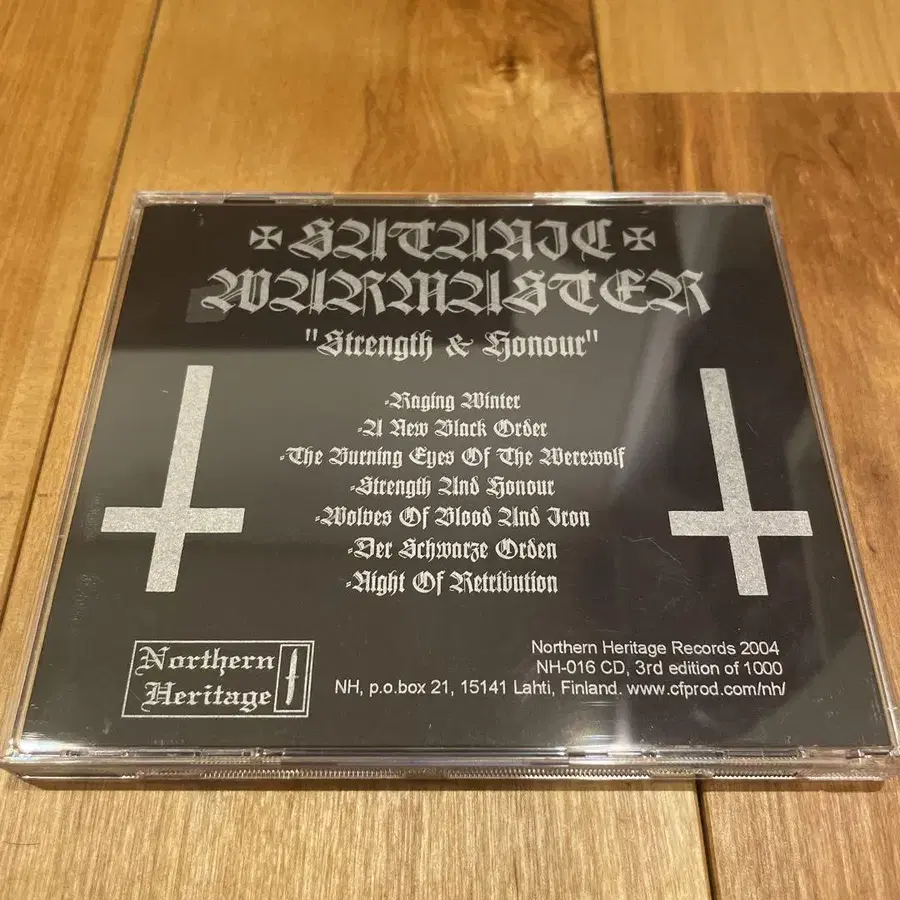 SATANIC
WARMASTER
"Strength & Honour"
-Raging Winter
-A New Black Order
-The Burning Eyes Of The Werewolf
-Strength And Honour
-Wolves Of Blood And Iron
-Der Schwarze Orden
-Night Of Retribution
Northern
Heritage
Northern Heritage Records 2004
NH-016 CD, 3rd edition of 1000
NH, p.o.box 21, 15141 Lahti, Finland. www.cfprod.com/nh/